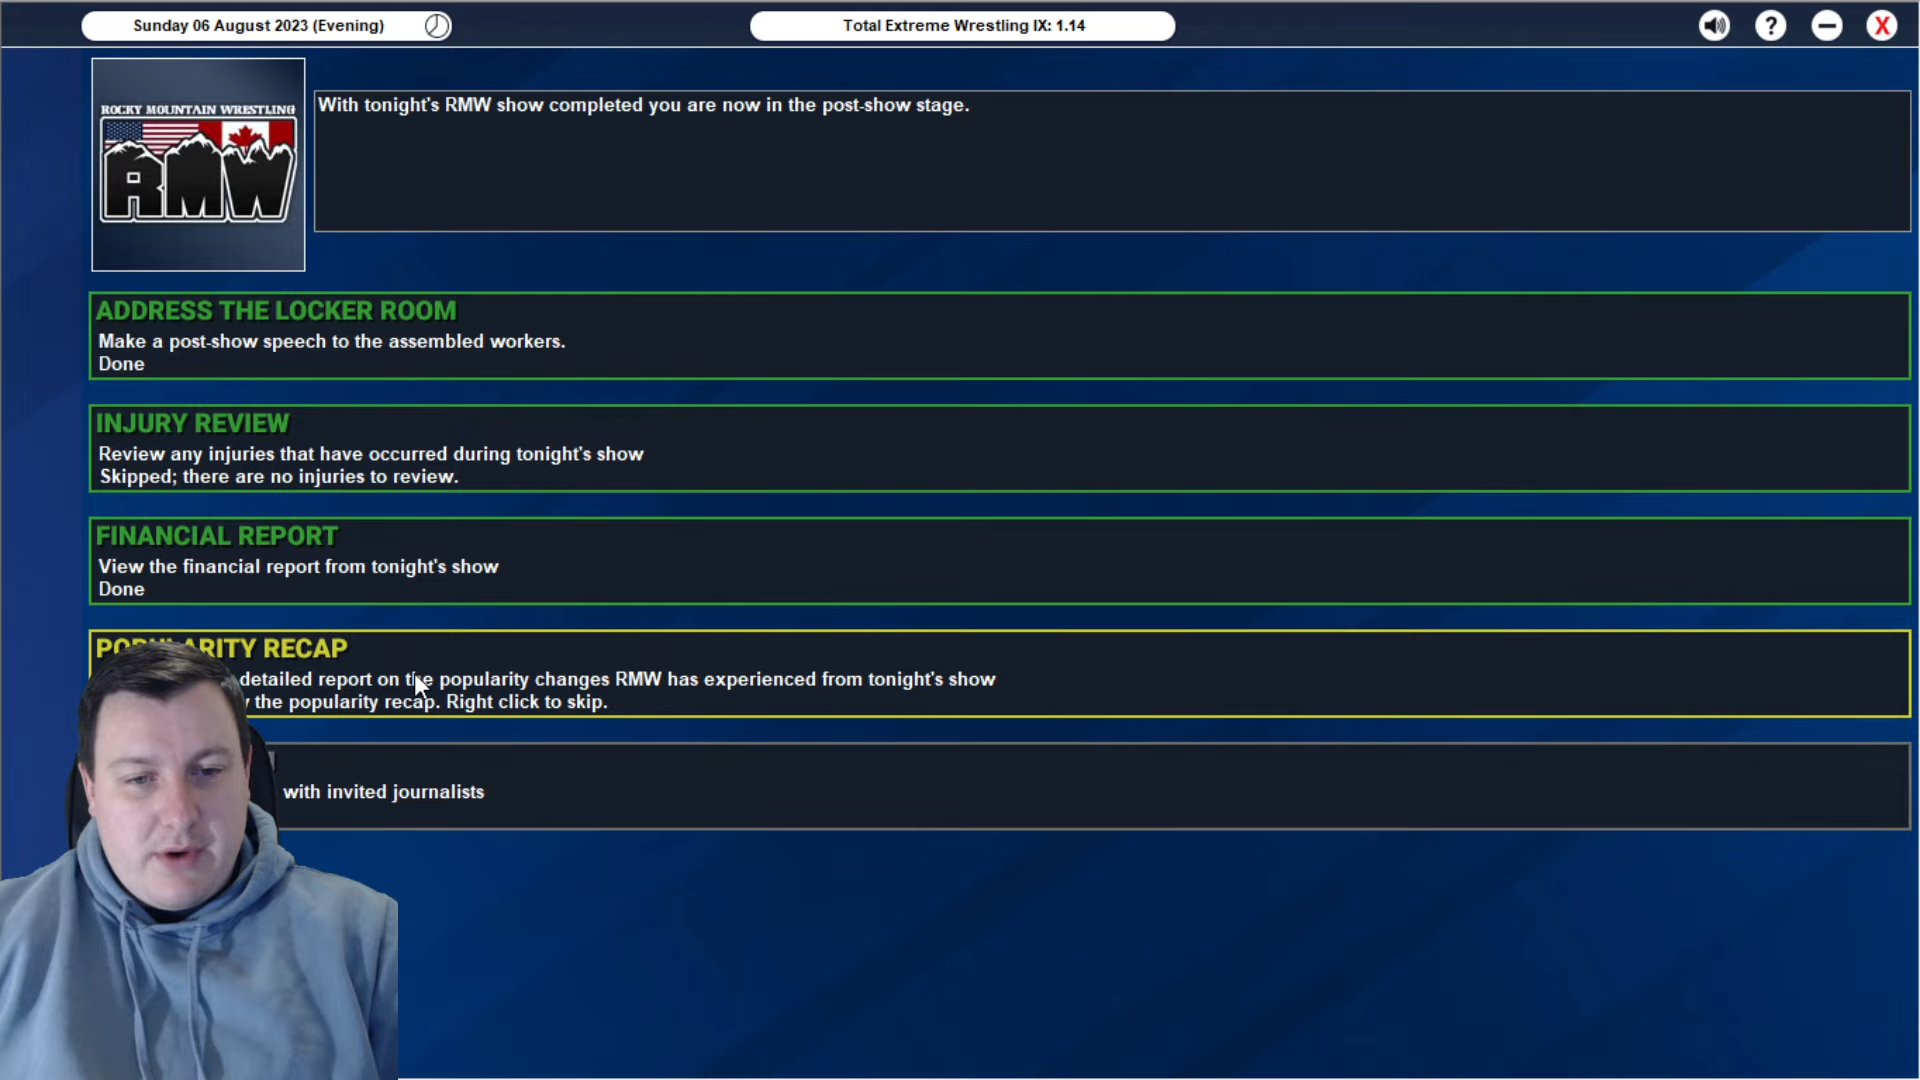 Sunday 06 August 2023 (Evening)
Total Extreme Wrestling IX: 1.14
?
X
ROCKY MOUNTAIN WRESTLING
RMW
With tonight's RMW show completed you are now in the post-show stage.
ADDRESS THE LOCKER ROOM
Make a post-show speech to the assembled workers.
Done
INJURY REVIEW
Review any injuries that have occurred during tonight's show
Skipped; there are no injuries to review.
FINANCIAL REPORT
View the financial report from tonight's show
Done
POPULARITY RECAP
detailed report on the popularity changes RMW has experienced from tonight's show
the popularity recap. Right click to skip.
with invited journalists